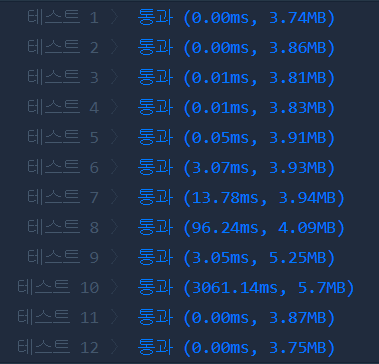 테스트 1 〉 통과 (0.00ms, 3.74MB)
테스트 2 〉 통과 (0.00ms, 3.86MB)
테스트 3 〉 통과 (0.01ms, 3.81MB)
테스트 4 〉 통과 (0.01ms, 3.83MB)
테스트 5 〉 통과 (0.05ms, 3.91MB)
테스트 6 〉 통과 (3.07ms, 3.93MB)
테스트 7 〉 통과 (13.78ms, 3.94MB)
테스트 8 〉 통과 (96.24ms, 4.09MB)
테스트 9 〉 통과 (3.05ms, 5.25MB)
테스트 10 〉 통과 (3061.14ms, 5.7MB)
테스트 11 〉 통과 (0.00ms, 3.87MB)
테스트 12 〉 통과 (0.00ms, 3.75MB)